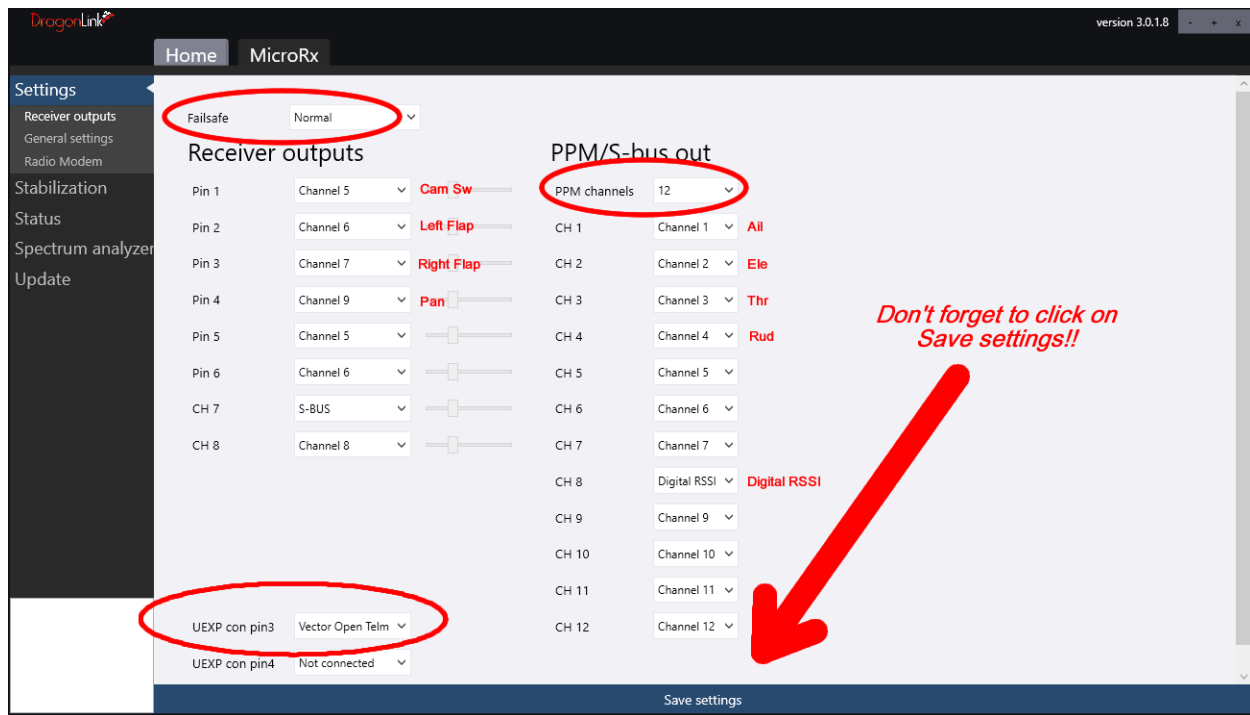 DragonLink
version 3.0.1.8 - + x
Home MicroRx
Settings
Receiver outputs
General settings
Radio Modem
Stabilization
Status
Spectrum analyzer
Update
Failsafe Normal
Receiver outputs
Pin 1 Channel 5 Cam Sw
Pin 2 Channel 6 Left Flap
Pin 3 Channel 7 Right Flap
Pin 4 Channel 9 Pan
Pin 5 Channel 5
Pin 6 Channel 6
CH 7 S-BUS
CH 8 Channel 8
UEXP con pin3 Vector Open Telm
UEXP con pin4 Not connected
PPM/S-bus out
PPM channels 12
CH 1 Channel 1 Ail
CH 2 Channel 2 Ele
CH 3 Channel 3 Thr
CH 4 Channel 4 Rud
CH 5 Channel 5
CH 6 Channel 6
CH 7 Channel 7
CH 8 Digital RSSI Digital RSSI
CH 9 Channel 9
CH 10 Channel 10
CH 11 Channel 11
CH 12 Channel 12
Don't forget to click on
Save settings!!
Save settings